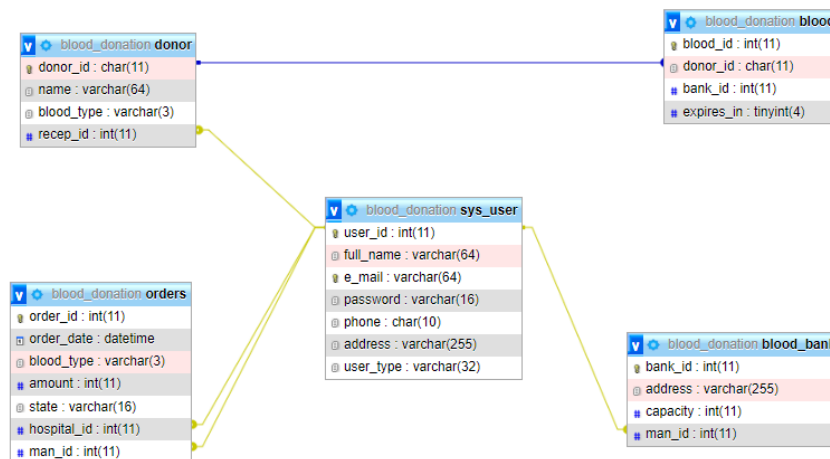 blood_donation donor
donor_id : char(11)
name : varchar(64)
blood_type : varchar(3)
recep_id : int(11)
blood_donation blood
blood_id : int(11)
donor_id : char(11)
bank_id : int(11)
expires_in : tinyint(4)
blood_donation sys_user
user_id : int(11)
full_name : varchar(64)
e_mail : varchar(64)
password : varchar(16)
phone : char(10)
address : varchar(255)
user_type : varchar(32)
blood_donation orders
order_id : int(11)
order_date : datetime
blood_type : varchar(3)
amount : int(11)
state : varchar(16)
hospital_id : int(11)
man_id : int(11)
blood_donation blood_bank
bank_id : int(11)
address : varchar(255)
capacity : int(11)
man_id : int(11)